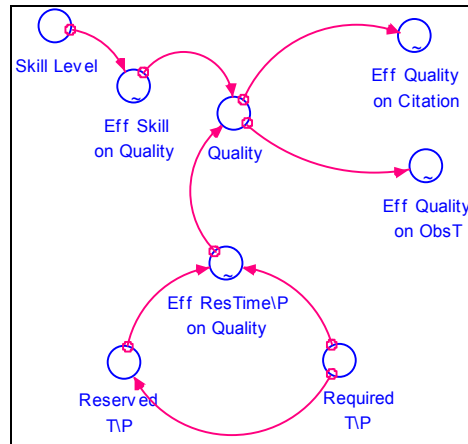 Skill Level
~
Eff Skill
on Quality
Quality
~
Eff Quality
on Citation
~
Eff Quality
on ObsT
~
Eff ResTime\P
on Quality
Reserved
T\P
Required
T\P